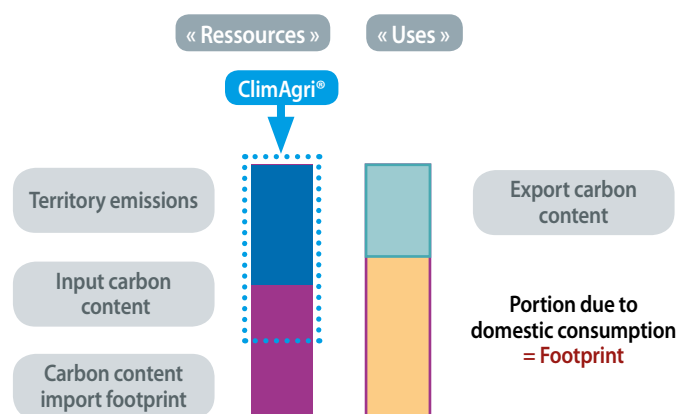 « Ressources »
« Uses »
ClimAgri®
Territory emissions
Export carbon
content
Input carbon
content
Portion due to
domestic consumption
= Footprint
Carbon content
import footprint